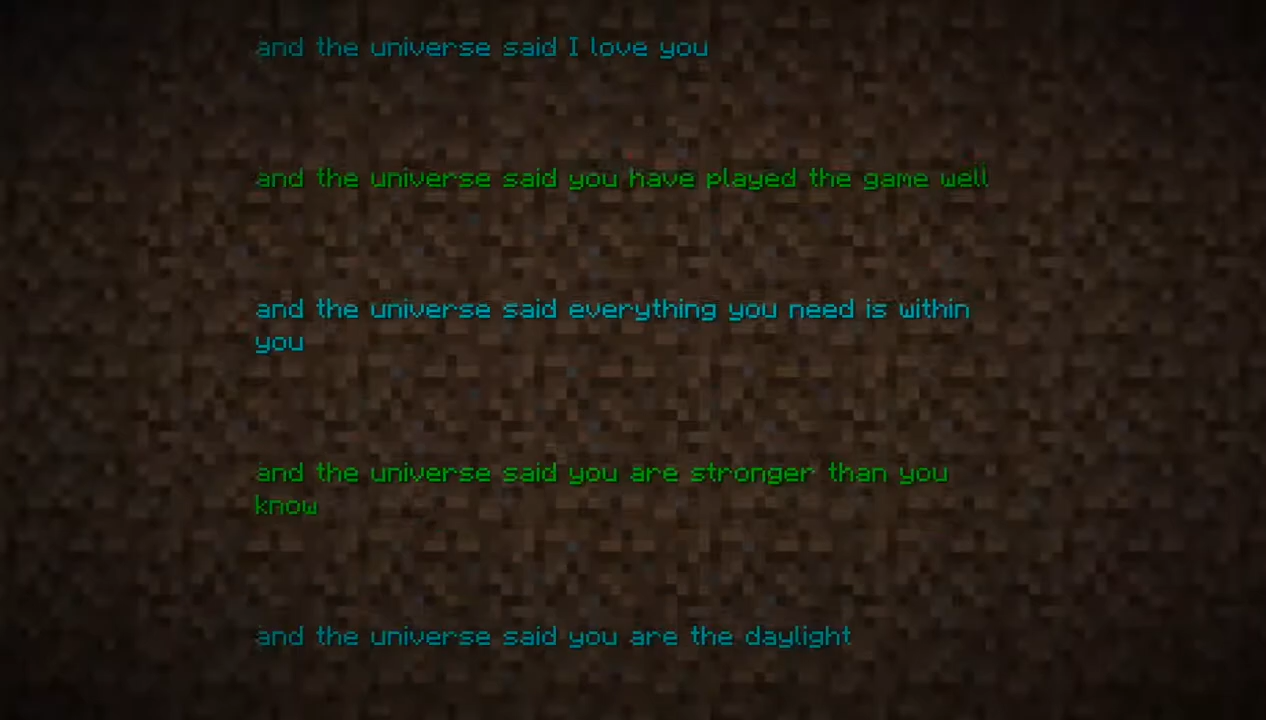 and the universe said I love you
and the universe said you have played the game well
and the universe said everything you need is within
you
and the universe said you are stronger than you
know
and the universe said you are the daylight